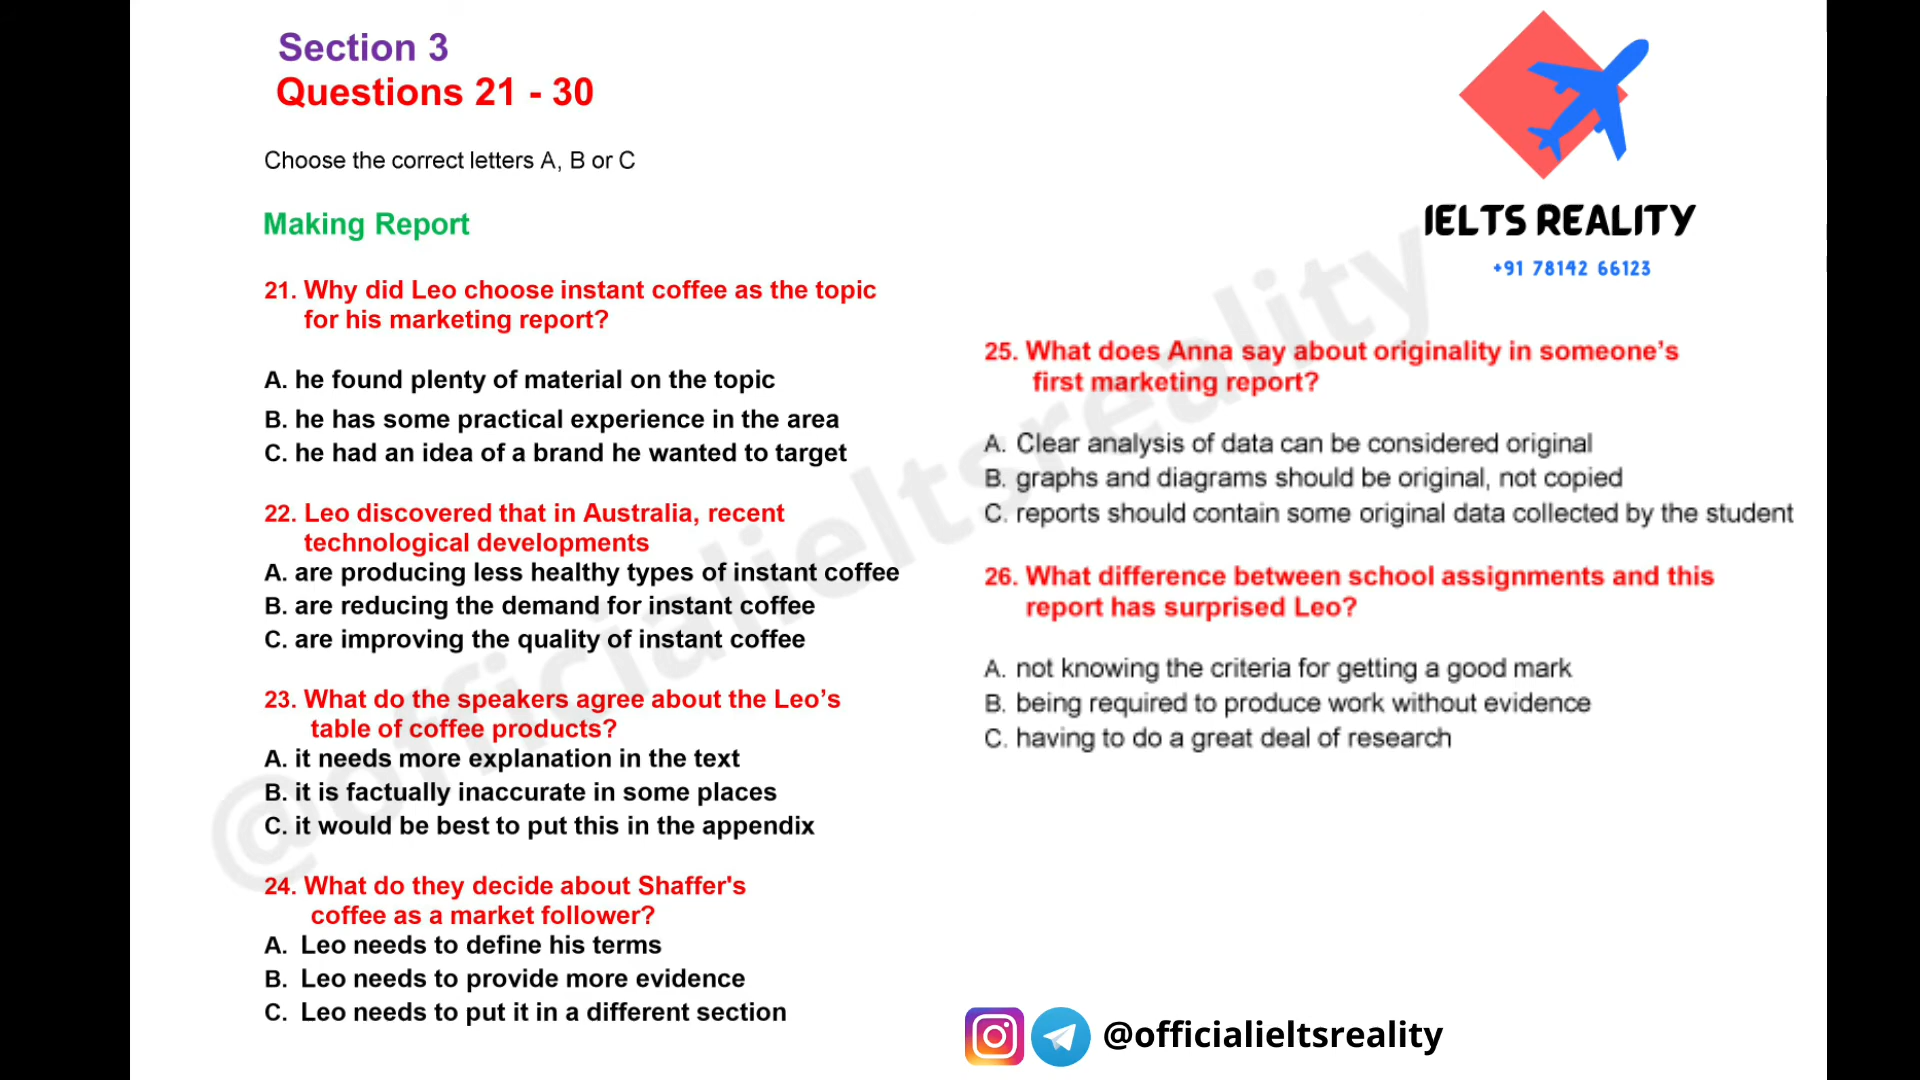 Section 3
Questions 21 - 30
Choose the correct letters A, B or C
Making Report
21. Why did Leo choose instant coffee as the topic
for his marketing report?
A. he found plenty of material on the topic
B. he has some practical experience in the area
C. he had an idea of a brand he wanted to target
22. Leo discovered that in Australia, recent
technological developments
A. are producing less healthy types of instant coffee
B. are reducing the demand for instant coffee
C. are improving the quality of instant coffee
23. What do the speakers agree about the Leo’s
table of coffee products?
A. it needs more explanation in the text
B. it is factually inaccurate in some places
C. it would be best to put this in the appendix
24. What do they decide about Shaffer's
coffee as a market follower?
A. Leo needs to define his terms
B. Leo needs to provide more evidence
C. Leo needs to put it in a different section
IELTS REALITY
+91 78142 66123
25. What does Anna say about originality in someone’s
first marketing report?
A. Clear analysis of data can be considered original
B. graphs and diagrams should be original, not copied
C. reports should contain some original data collected by the student
26. What difference between school assignments and this
report has surprised Leo?
A. not knowing the criteria for getting a good mark
B. being required to produce work without evidence
C. having to do a great deal of research
@officialieltsreality
@officialieltsreality